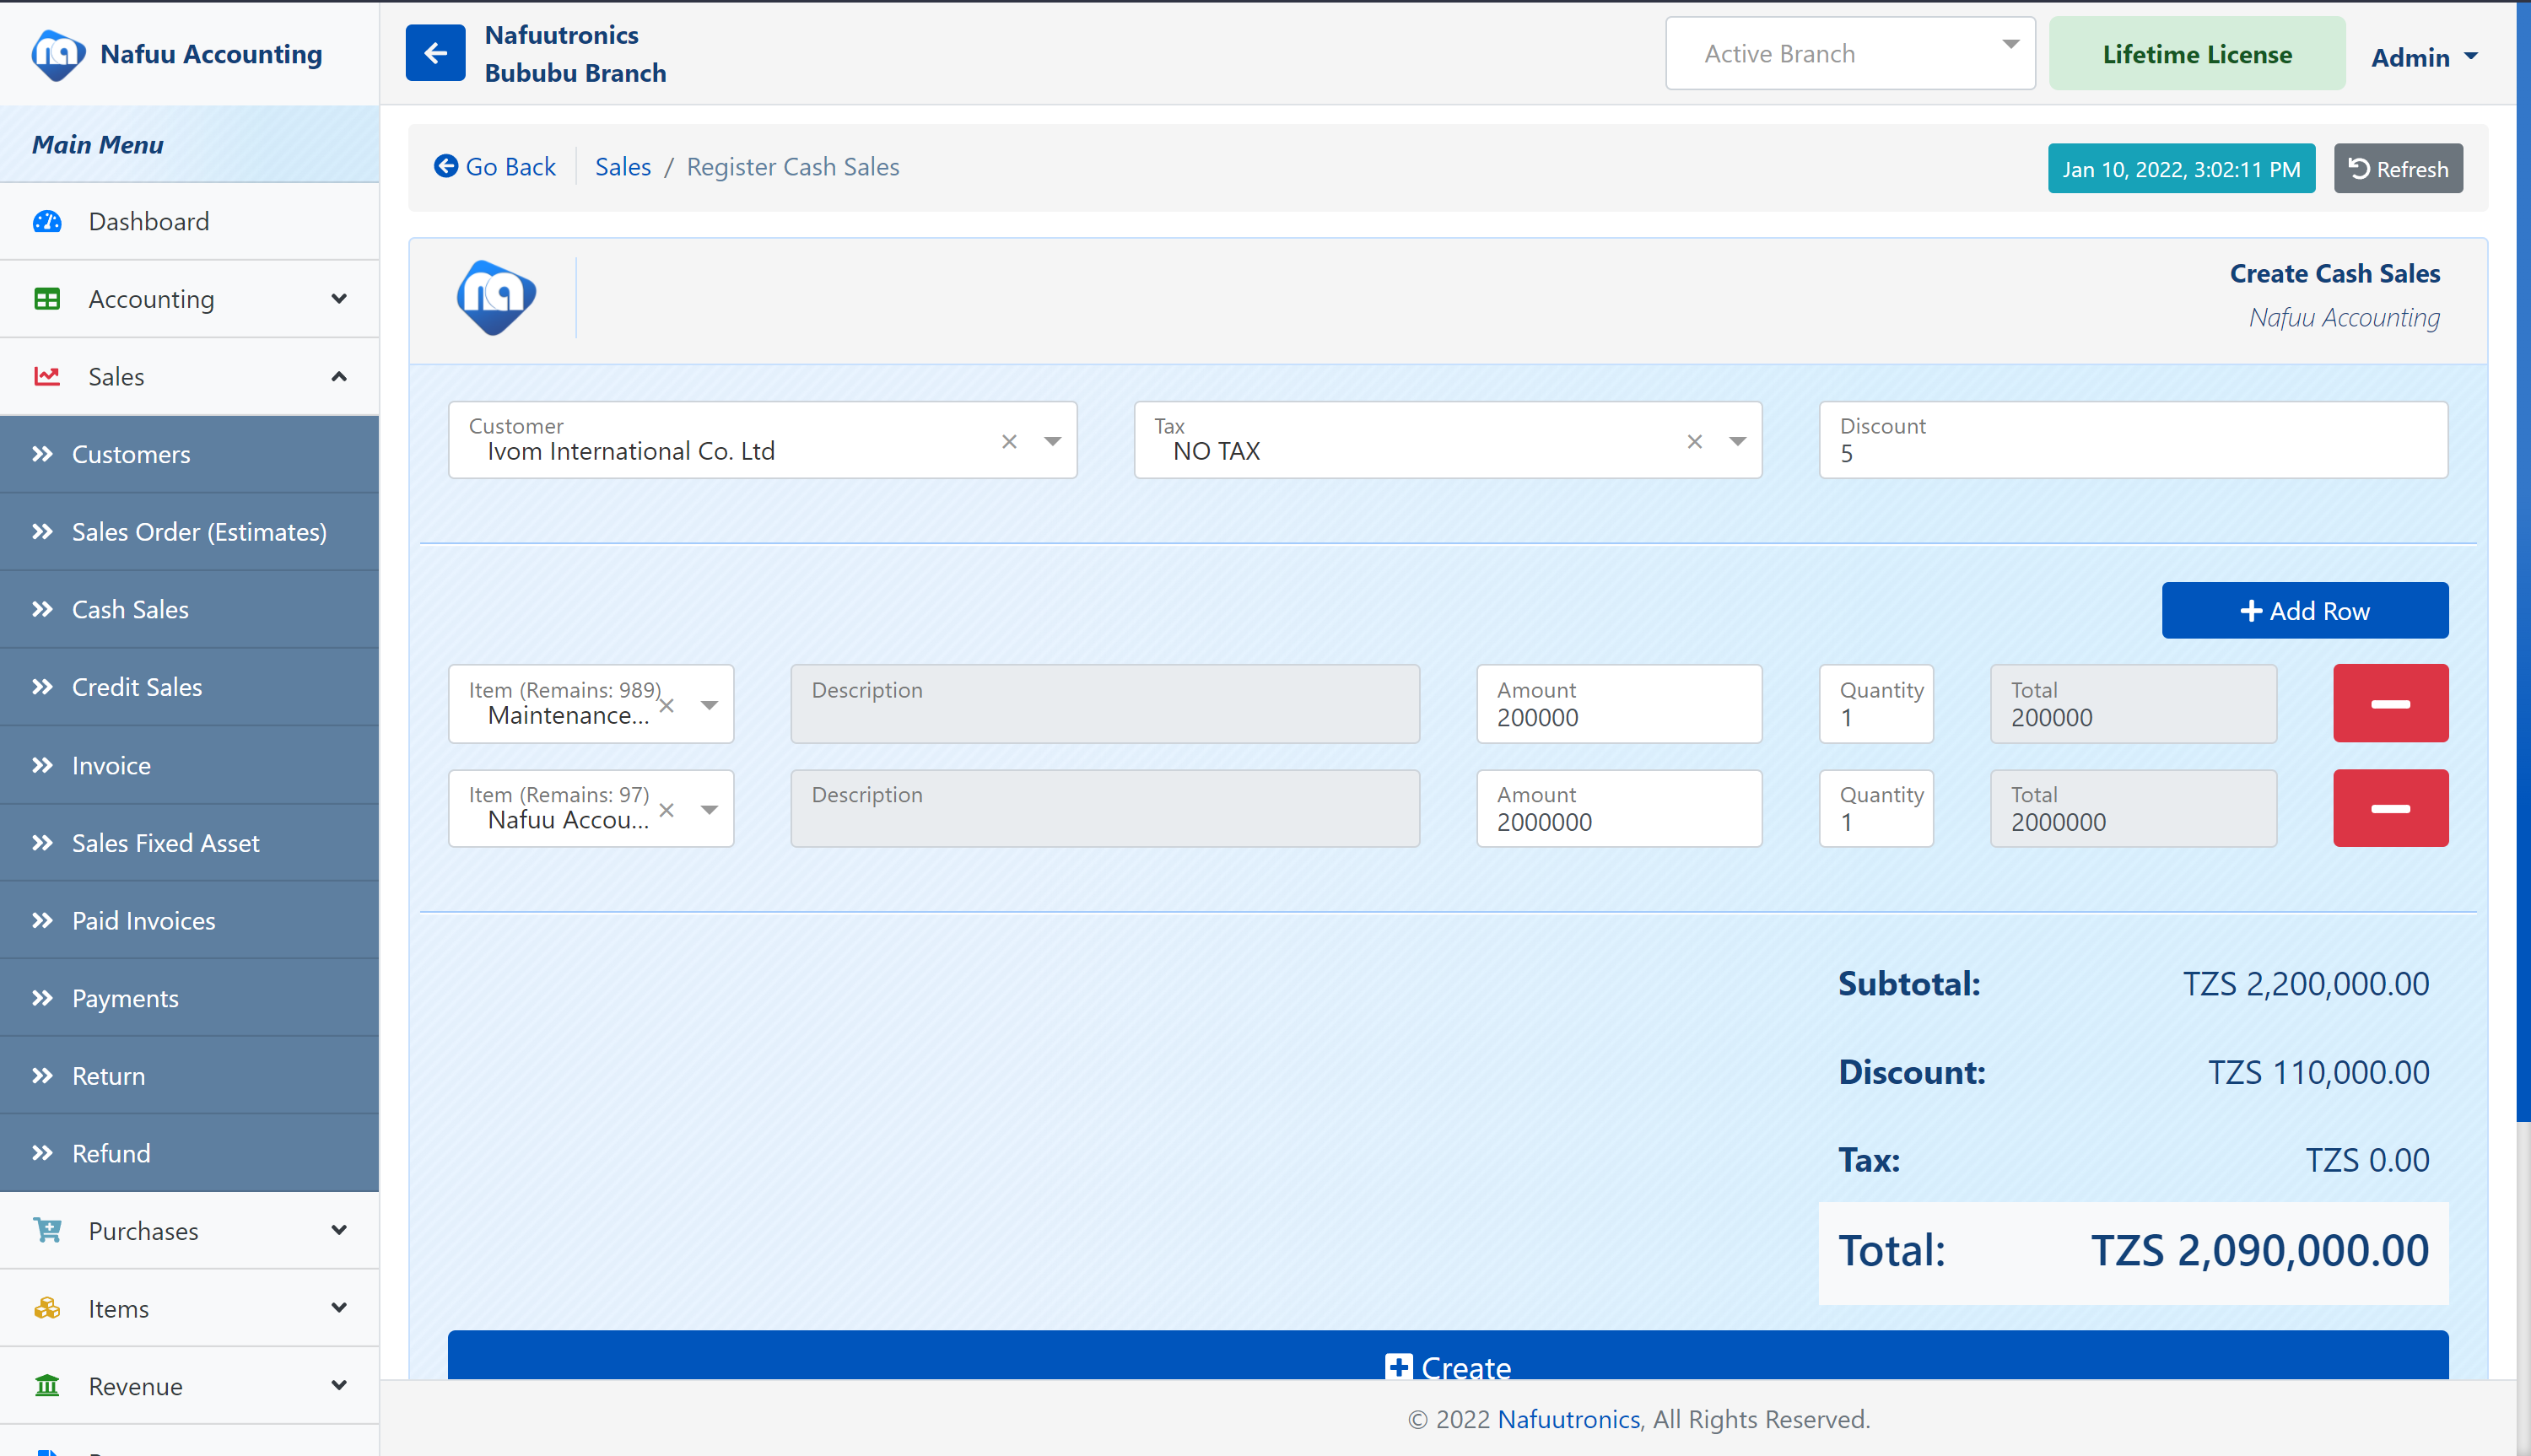 Nafuu Accounting
Main Menu
Dashboard
Accounting
Sales
Customers
Sales Order (Estimates)
Cash Sales
Credit Sales
Invoice
Sales Fixed Asset
Paid Invoices
Payments
Return
Refund
Purchases
Items
Revenue
Nafuutronics
Bububu Branch
Active Branch
Lifetime License
Admin
Go Back
Sales / Register Cash Sales
Jan 10, 2022, 3:02:11 PM
Refresh
Create Cash Sales
Nafuu Accounting
Customer
Ivom International Co. Ltd
Tax
NO TAX
Discount
5
Add Row
Item (Remains: 989)
Maintenance...
Description
Amount
200000
Quantity
1
Total
200000
Item (Remains: 97)
Nafuu Accou...
Description
Amount
2000000
Quantity
1
Total
2000000
Subtotal: TZS 2,200,000.00
Discount: TZS 110,000.00
Tax: TZS 0.00
Total: TZS 2,090,000.00
Create
© 2022 Nafuutronics, All Rights Reserved.